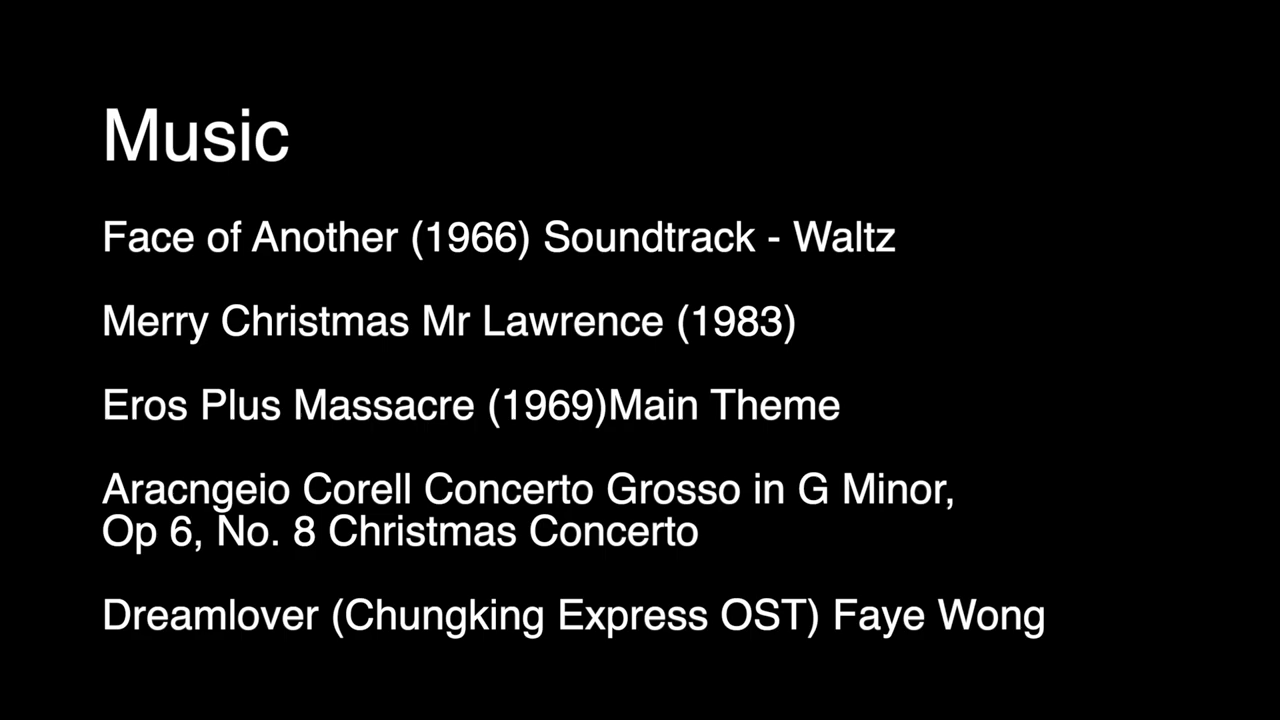 Music
Face of Another (1966) Soundtrack - Waltz
Merry Christmas Mr Lawrence (1983)
Eros Plus Massacre (1969)Main Theme
Aracngeio Corell Concerto Grosso in G Minor,
Op 6, No. 8 Christmas Concerto
Dreamlover (Chungking Express OST) Faye Wong